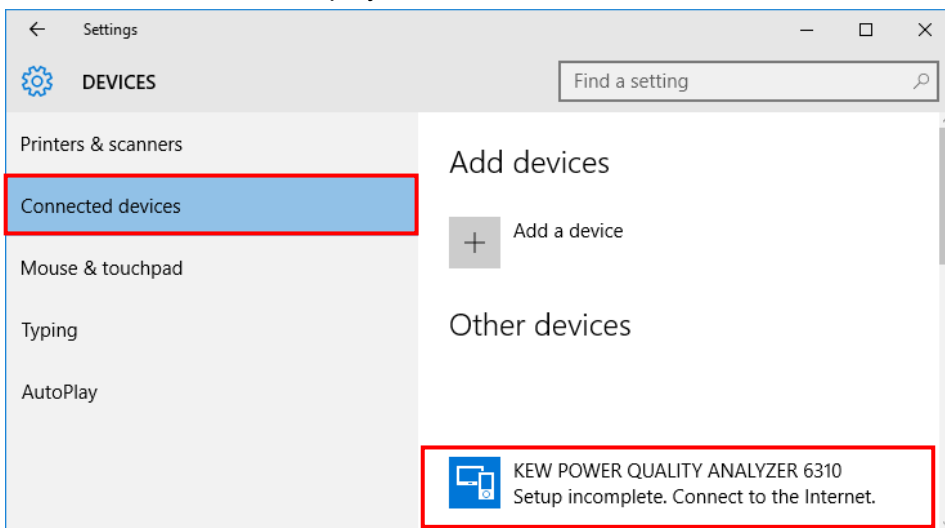 Settings
DEVICES
Find a setting
Printers & scanners
Connected devices
Mouse & touchpad
Typing
AutoPlay
Add devices
Add a device
Other devices
KEW POWER QUALITY ANALYZER 6310
Setup incomplete. Connect to the Internet.